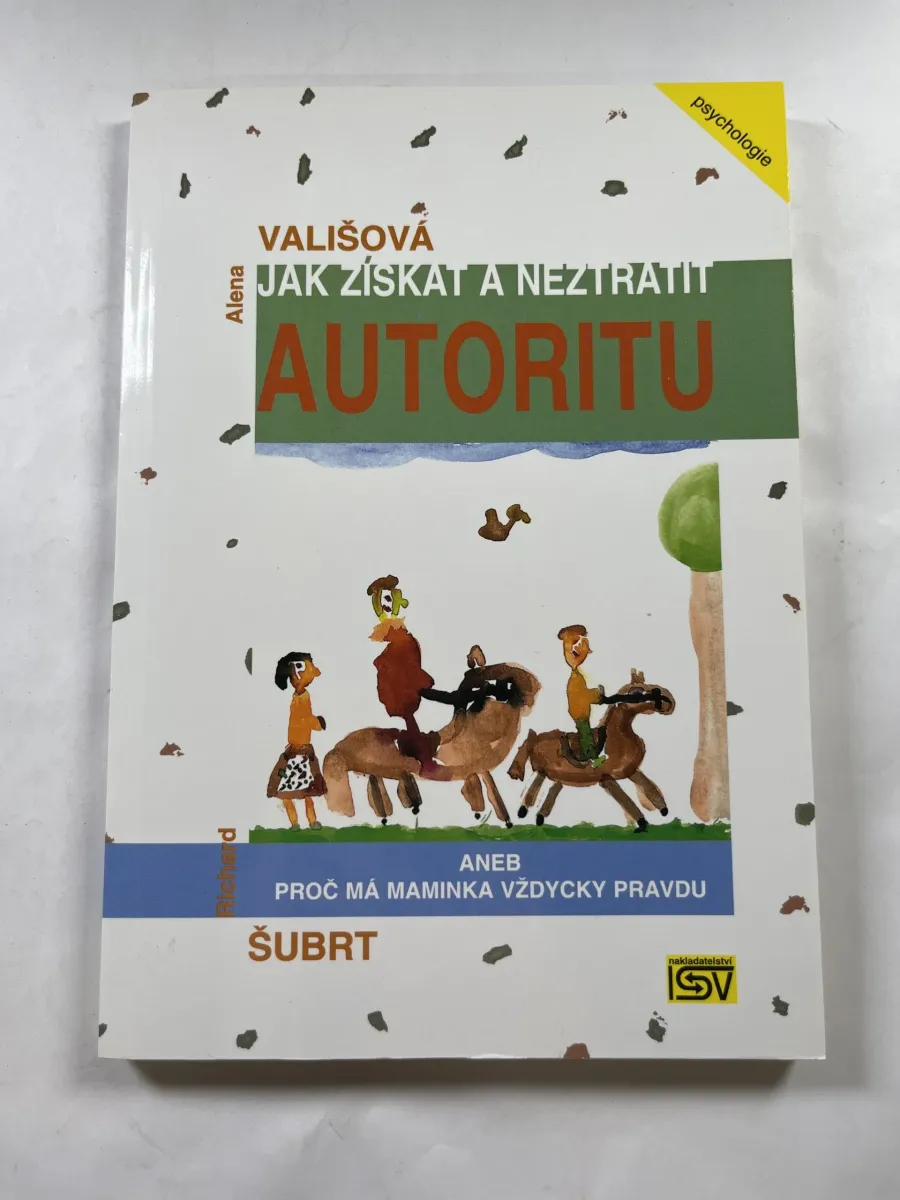 psychologie
Alena
VALIŠOVÁ
JAK ZÍSKAT A NEZTRATIT
AUTORITU
ANEB
PROČ MÁ MAMINKA VŽDYCKY PRAVDU
Richard
ŠUBRT
nakladatelství
ISV